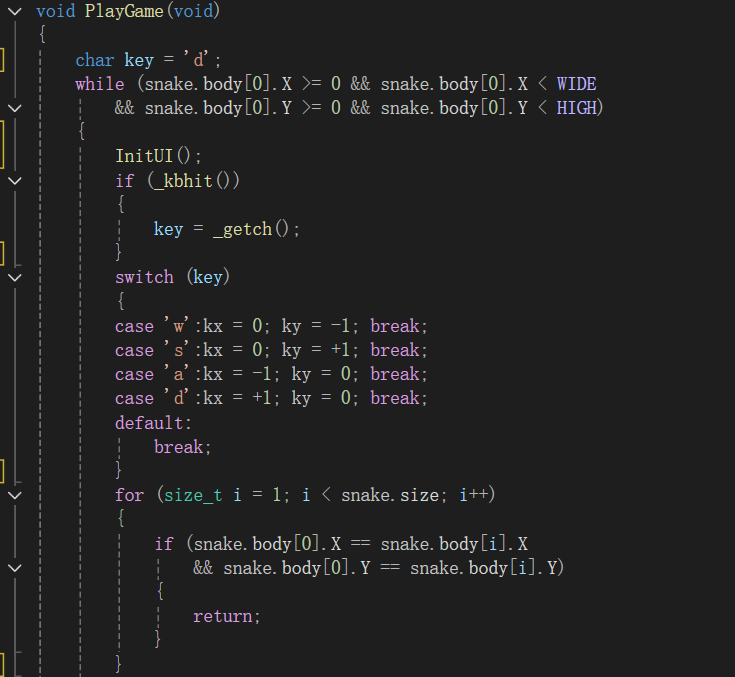 void PlayGame(void)
{
char key = 'd';
while (snake.body[0].X >= 0 && snake.body[0].X < WIDE
&& snake.body[0].Y >= 0 && snake.body[0].Y < HIGH)
{
InitUI();
if (_kbhit())
{
key = _getch();
}
switch (key)
{
case 'w':kx = 0; ky = -1; break;
case 's':kx = 0; ky = +1; break;
case 'a':kx = -1; ky = 0; break;
case 'd':kx = +1; ky = 0; break;
default:
break;
}
for (size_t i = 1; i < snake.size; i++)
{
if (snake.body[0].X == snake.body[i].X
&& snake.body[0].Y == snake.body[i].Y)
{
return;
}
}